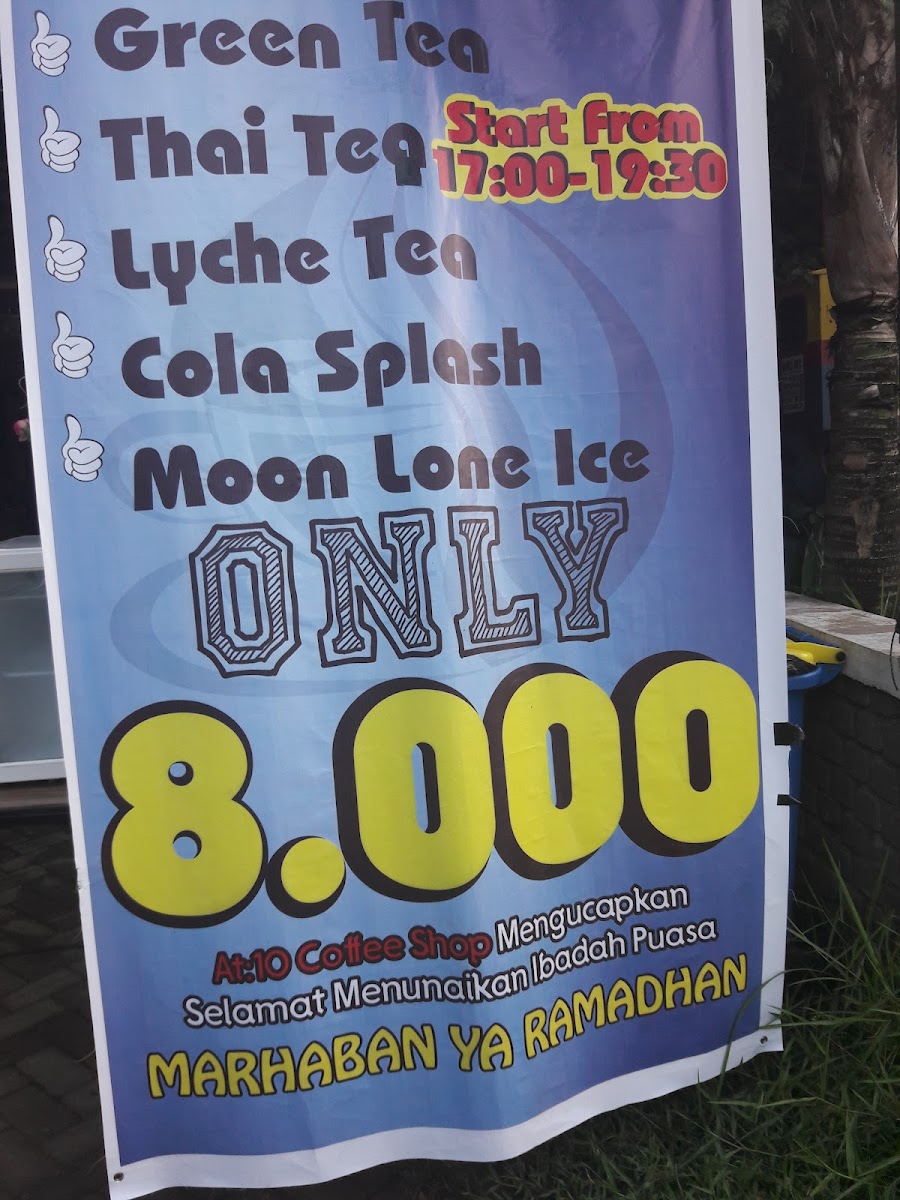 Green Tea
Thai Tea
Start from
17:00-19:30
Lyche Tea
Cola Splash
Moon Lone Ice
ONLY
8.000
At:10 Coffee Shop Mengucapkan
Selamat Menunaikan Ibadah Puasa
MARHABAN YA RAMADHAN